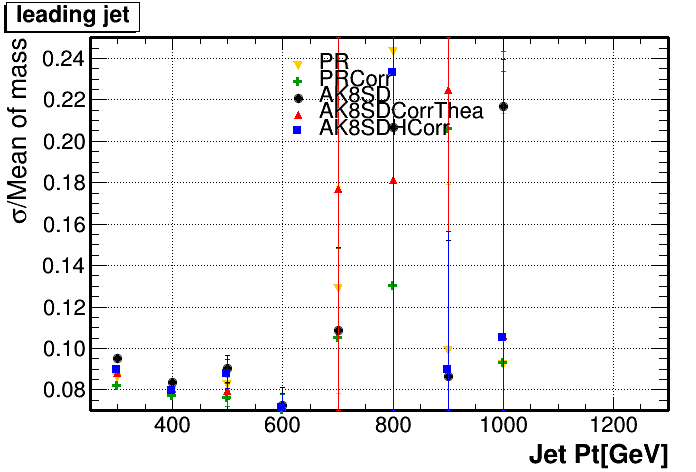 leading jet
σ/Mean of mass
0.24
0.22
0.20
0.18
0.16
0.14
0.12
0.10
0.08
PR
PRCorr
AK8SD
AK8SDCorrThea
AK8SDHCorr
400 600 800 1000 1200
Jet Pt[GeV]